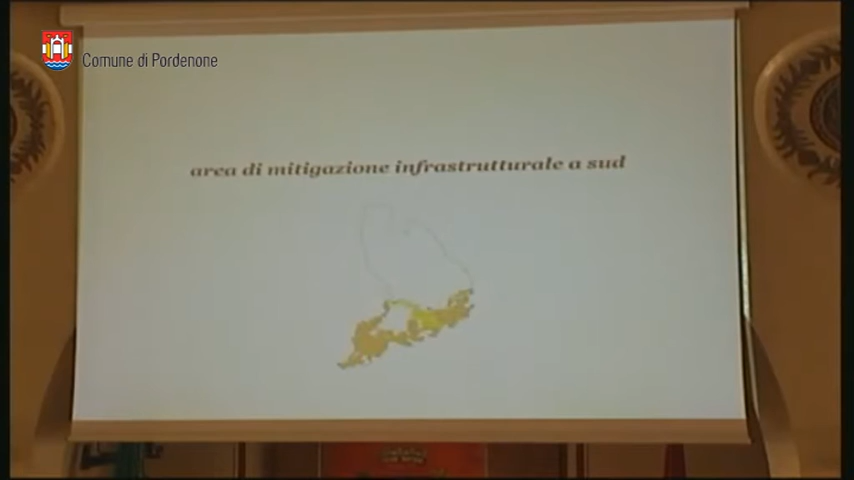 Comune di Pordenone
area di mitigazione infrastrutturale a sud